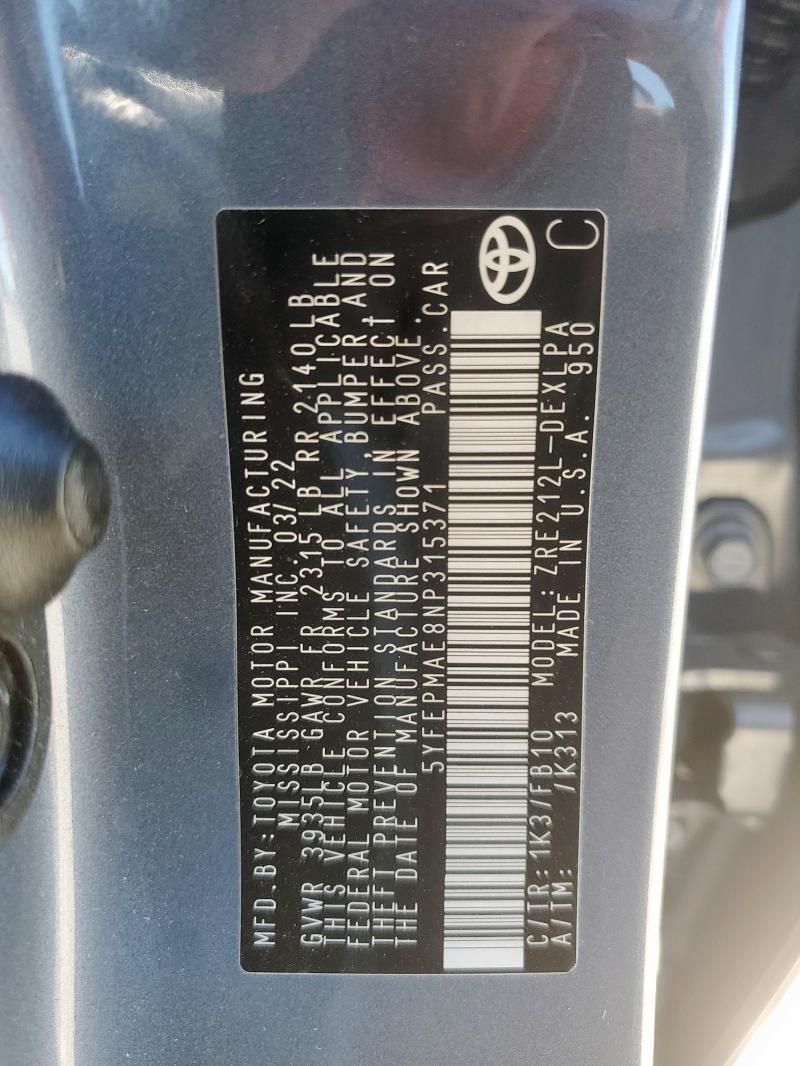 MFD.BY:TOYOTA MOTOR MANUFACTURING
MISSISSIPPI INC. 03/22
GVWR 3935LB GAWR FR 2315 LB RR 2140LB
THIS VEHICLE CONFORMS TO ALL APPLICABLE
FEDERAL MOTOR VEHICLE SAFETY, BUMPER, AND
THEFT PREVENTION STANDARDS IN EFFECT ON
THE DATE OF MANUFACTURE SHOWN ABOVE.
5YFEPMAE8NP315371 PASS.CAR
C/TR: 1K3/FB10 MODEL: ZRE212L-DEXLPA
A/TM: /K313 MADE IN U.S.A. 950
C